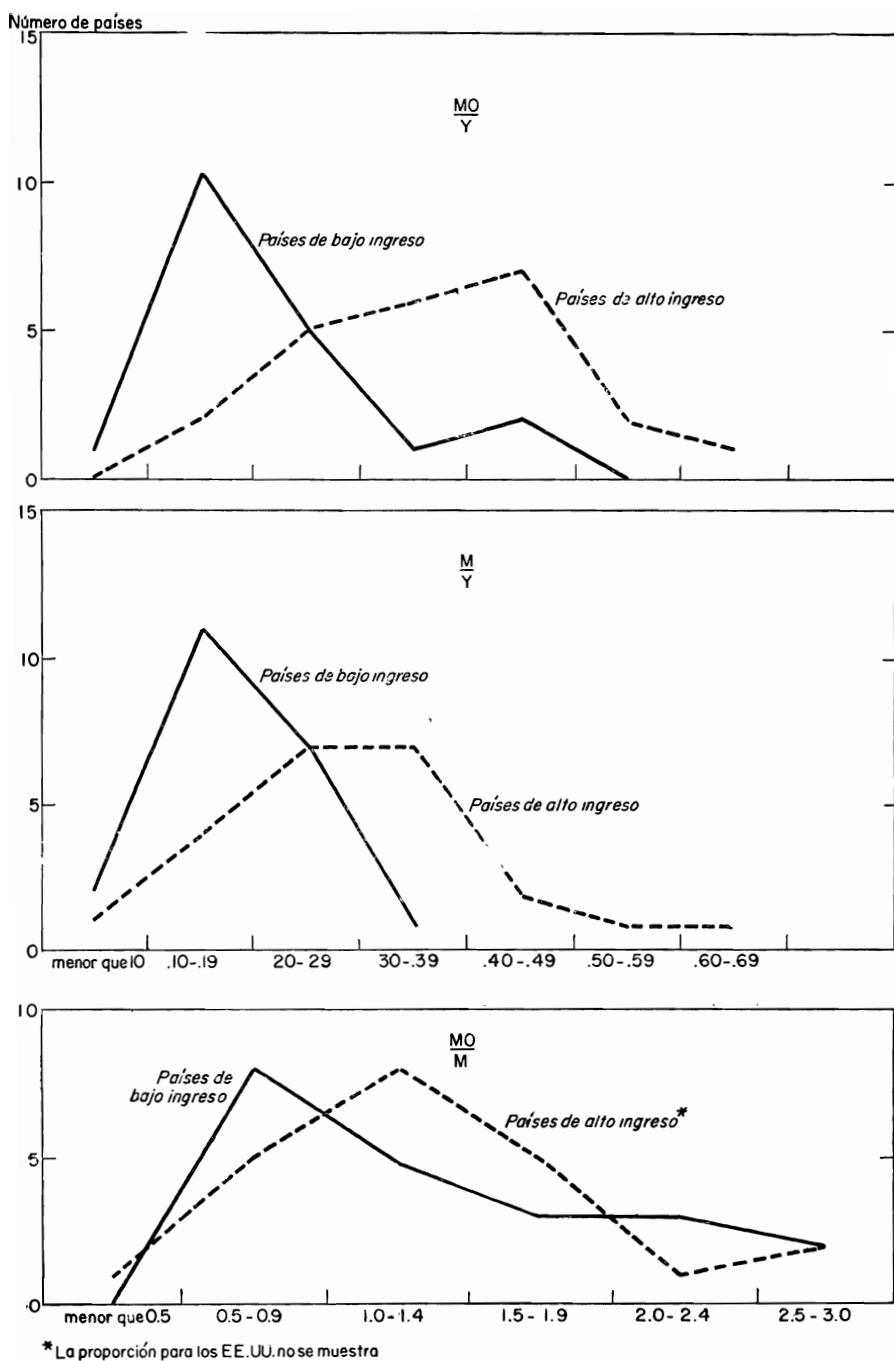 Número de países
15
MO
Y
10
Países de bajo ingreso
Países de alto ingreso
5
0
15
M
Y
10
Países de bajo ingreso
Países de alto ingreso
5
0
menor que 10 .10-.19 20-29 30-.39 .40-.49 .50-.59 .60-.69
10
MO
M
Países de
bajo ingreso
Países de alto ingreso*
5
.0
menor que 0.5 0.5-0.9 1.0-1.4 1.5-1.9 2.0-2.4 2.5-3.0
*La proporción para los EE.UU. no se muestra